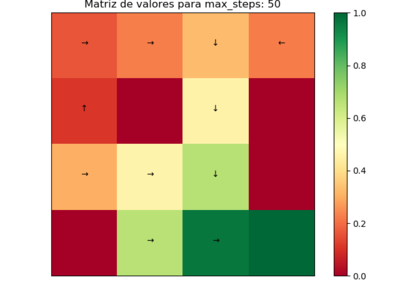 Matriz de valores para max_steps: 50
→ → ↓ ←
↑ ↓
→ → ↓
→ →
1.0
0.8
0.6
0.4
0.2
0.0